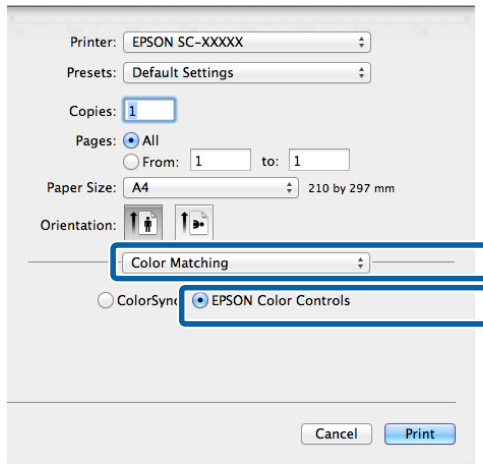 Printer: EPSON SC-XXXXX
Presets: Default Settings
Copies: 1
Pages: All
From: 1 to: 1
Paper Size: A4 210 by 297 mm
Orientation:
Color Matching
ColorSync EPSON Color Controls
Cancel Print